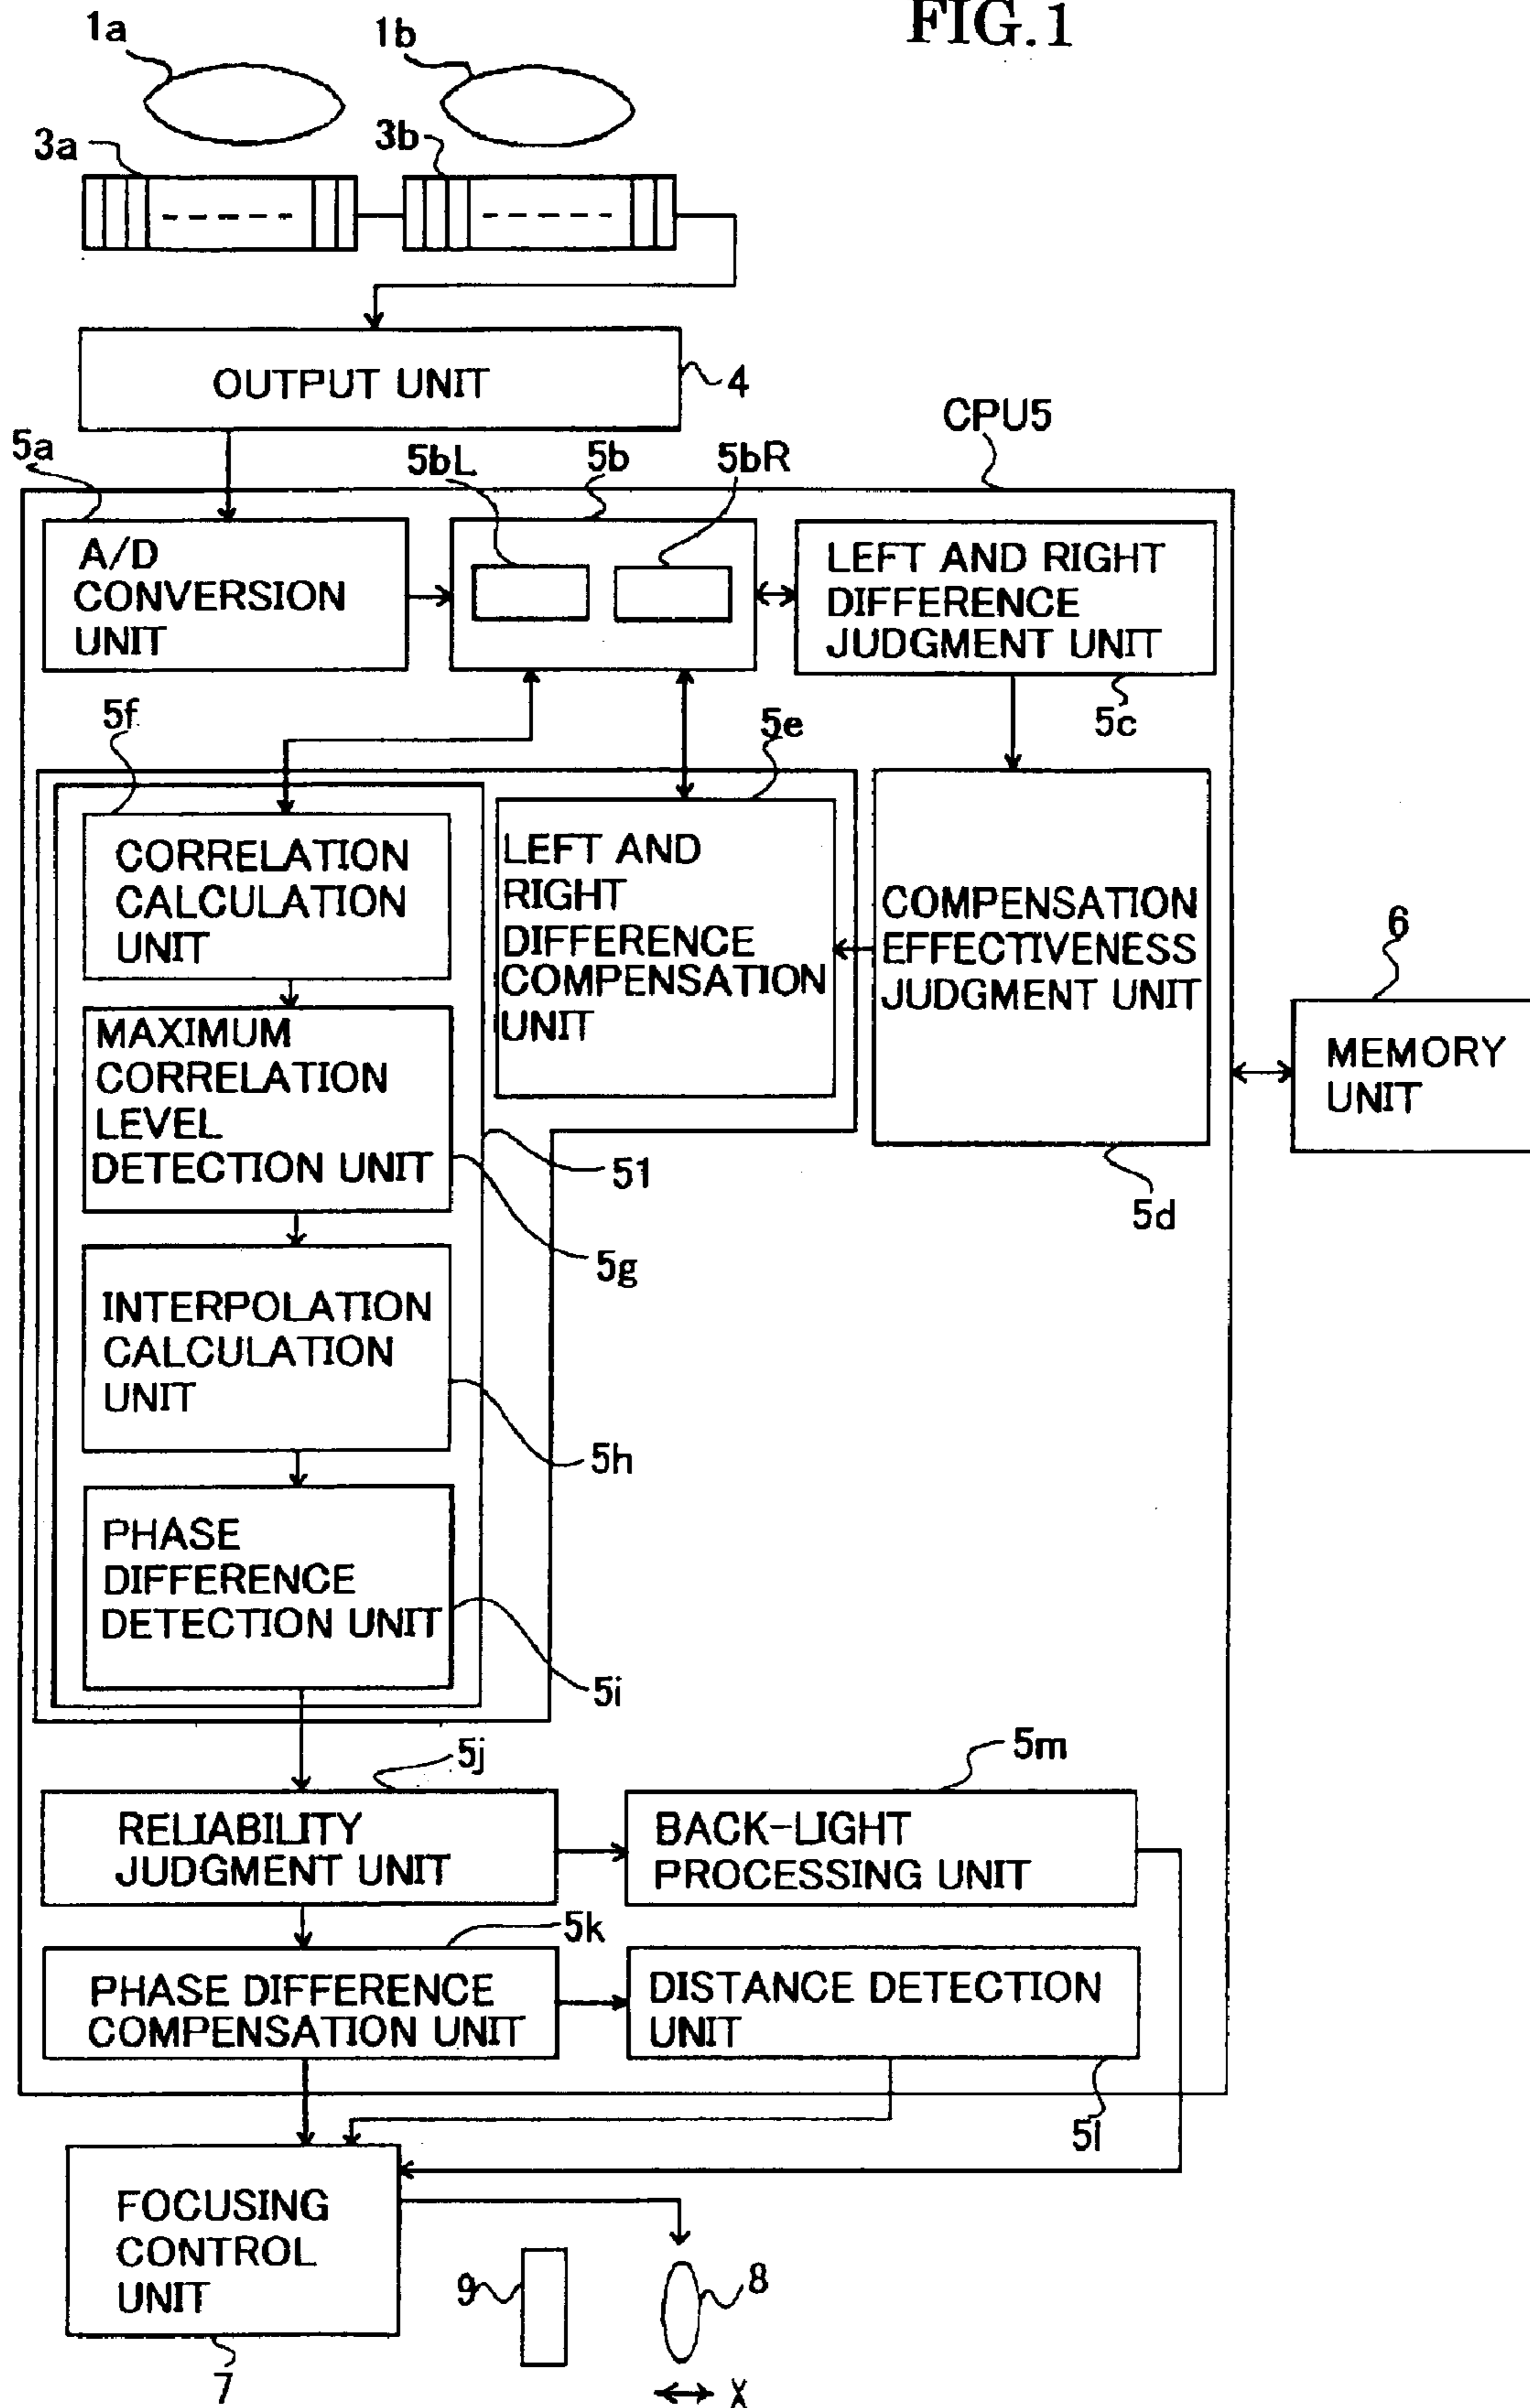 FIG.1
1a
1b
3a
3b
OUTPUT UNIT
4
CPU5
5a
5bL
5b
5bR
A/D
CONVERSION
UNIT
LEFT AND RIGHT
DIFFERENCE
JUDGMENT UNIT
5c
5f
5e
CORRELATION
CALCULATION
UNIT
LEFT AND
RIGHT
DIFFERENCE
COMPENSATION
UNIT
COMPENSATION
EFFECTIVENESS
JUDGMENT UNIT
6
MEMORY
UNIT
MAXIMUM
CORRELATION
LEVEL
DETECTION UNIT
51
5d
5g
INTERPOLATION
CALCULATION
UNIT
5h
PHASE
DIFFERENCE
DETECTION UNIT
5i
5j
5m
RELIABILITY
JUDGMENT UNIT
BACK-LIGHT
PROCESSING UNIT
5k
PHASE DIFFERENCE
COMPENSATION UNIT
DISTANCE DETECTION
UNIT
5l
FOCUSING
CONTROL
UNIT
9
8
7
X